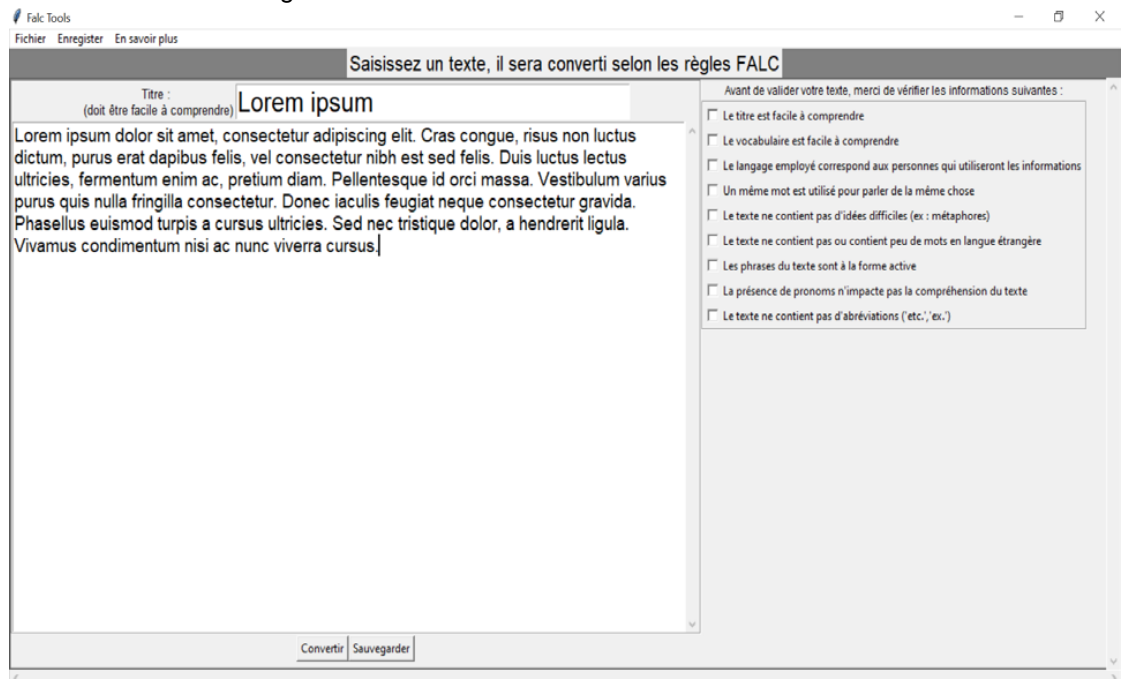 Falc Tools
Fichier Enregister En savoir plus
Saisissez un texte, il sera converti selon les règles FALC
Titre :
(doit être facile à comprendre)
Lorem ipsum
Lorem ipsum dolor sit amet, consectetur adipiscing elit. Cras congue, risus non luctus
dictum, purus erat dapibus felis, vel consectetur nibh est sed felis. Duis luctus lectus
ultricies, fermentum enim ac, pretium diam. Pellentesque id orci massa. Vestibulum varius
purus quis nulla fringilla consectetur. Donec iaculis feugiat neque consectetur gravida.
Phasellus euismod turpis a cursus ultricies. Sed nec tristique dolor, a hendrerit ligula.
Vivamus condimentum nisi ac nunc viverra cursus.
Convertir Sauvegarder
Avant de valider votre texte, merci de vérifier les informations suivantes :
Le titre est facile à comprendre
Le vocabulaire est facile à comprendre
Le langage employé correspond aux personnes qui utiliseront les informations
Un même mot est utilisé pour parler de la même chose
Le texte ne contient pas d'idées difficiles (ex : métaphores)
Le texte ne contient pas ou contient peu de mots en langue étrangère
Les phrases du texte sont à la forme active
La présence de pronoms n'impacte pas la compréhension du texte
Le texte ne contient pas d'abréviations ('etc.','ex.')